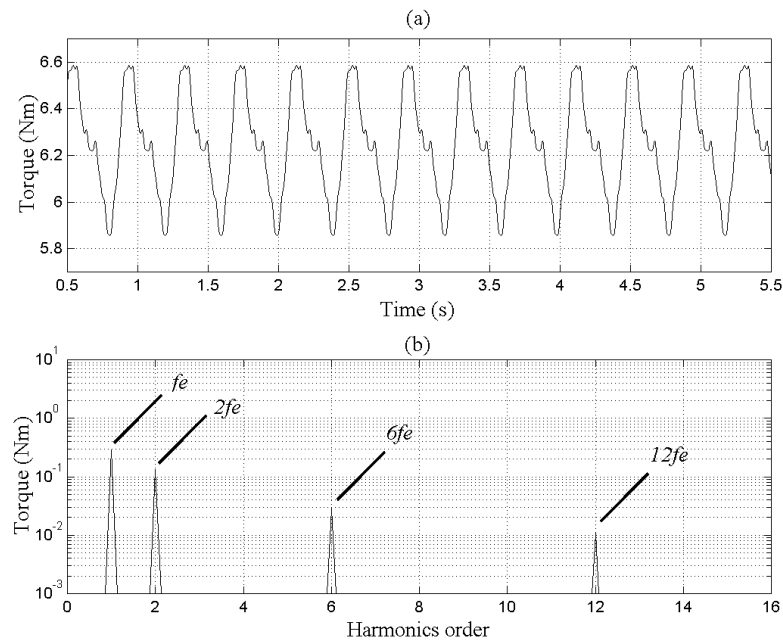 (a)
Torque (Nm)
6.6
6.4
6.2
6
5.8
0.5 1 1.5 2 2.5 3 3.5 4 4.5 5 5.5
Time (s)
(b)
Torque (Nm)
10^1
10^0
10^-1
10^-2
10^-3
fe
2fe
6fe
12fe
0 2 4 6 8 10 12 14 16
Harmonics order